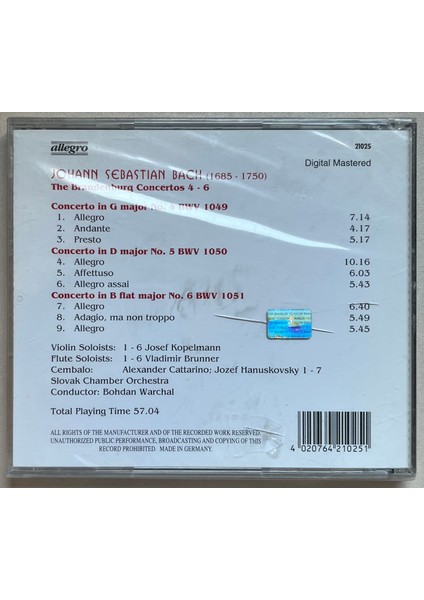 allegro
21025
Digital Mastered
JOHANN SEBASTIAN BACH (1685 - 1750)
The Brandenburg Concertos 4 - 6
Concerto in G major No. 4 BWV 1049
1. Allegro 7.14
2. Andante 4.17
3. Presto 5.17
Concerto in D major No. 5 BWV 1050
4. Allegro 10.16
5. Affettuso 6.03
6. Allegro assai 5.43
Concerto in B flat major No. 6 BWV 1051
7. Allegro 6.40
8. Adagio, ma non troppo 5.49
9. Allegro 5.45
Violin Soloists: 1 - 6 Josef Kopelmann
Flute Soloists: 1 - 6 Vladimir Brunner
Cembalo: Alexander Cattarino; Jozef Hanuskovsky 1 - 7
Slovak Chamber Orchestra
Conductor: Bohdan Warchal
Total Playing Time 57.04
ALL RIGHTS OF THE MANUFACTURER AND OF THE RECORDED WORK RESERVED.
UNAUTHORIZED PUBLIC PERFORMANCE, BROADCASTING AND COPYING OF THIS
RECORD PROHIBITED. MADE IN GERMANY.
4 020764 210251